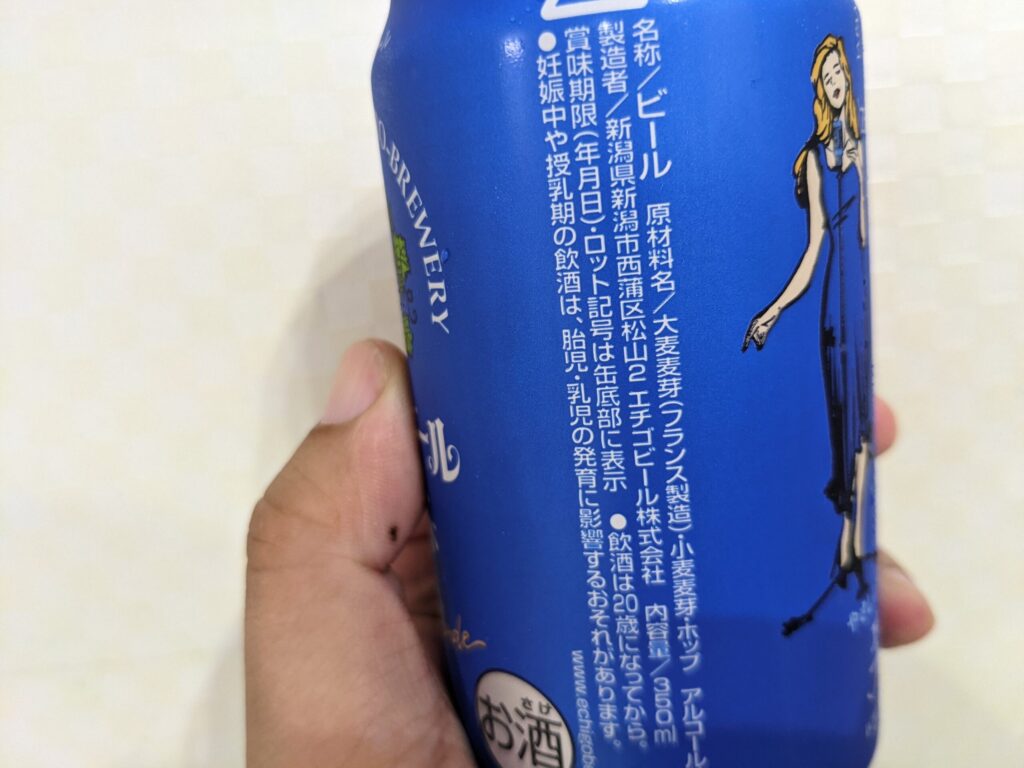 名称／ビール 原材料名／大麦麦芽(フランス製造)・小麦麦芽・ホップ アルコール
製造者／新潟県新潟市西蒲区松山2 エチゴビール株式会社 内容量／350ml
賞味期限(年月日)・ロット記号は缶底部に表示 ●飲酒は20歳になってから。
●妊娠中や授乳期の飲酒は、胎児・乳児の発育に影響するおそれがあります。
www.echigob
BREWERY
ール
さけ
お酒